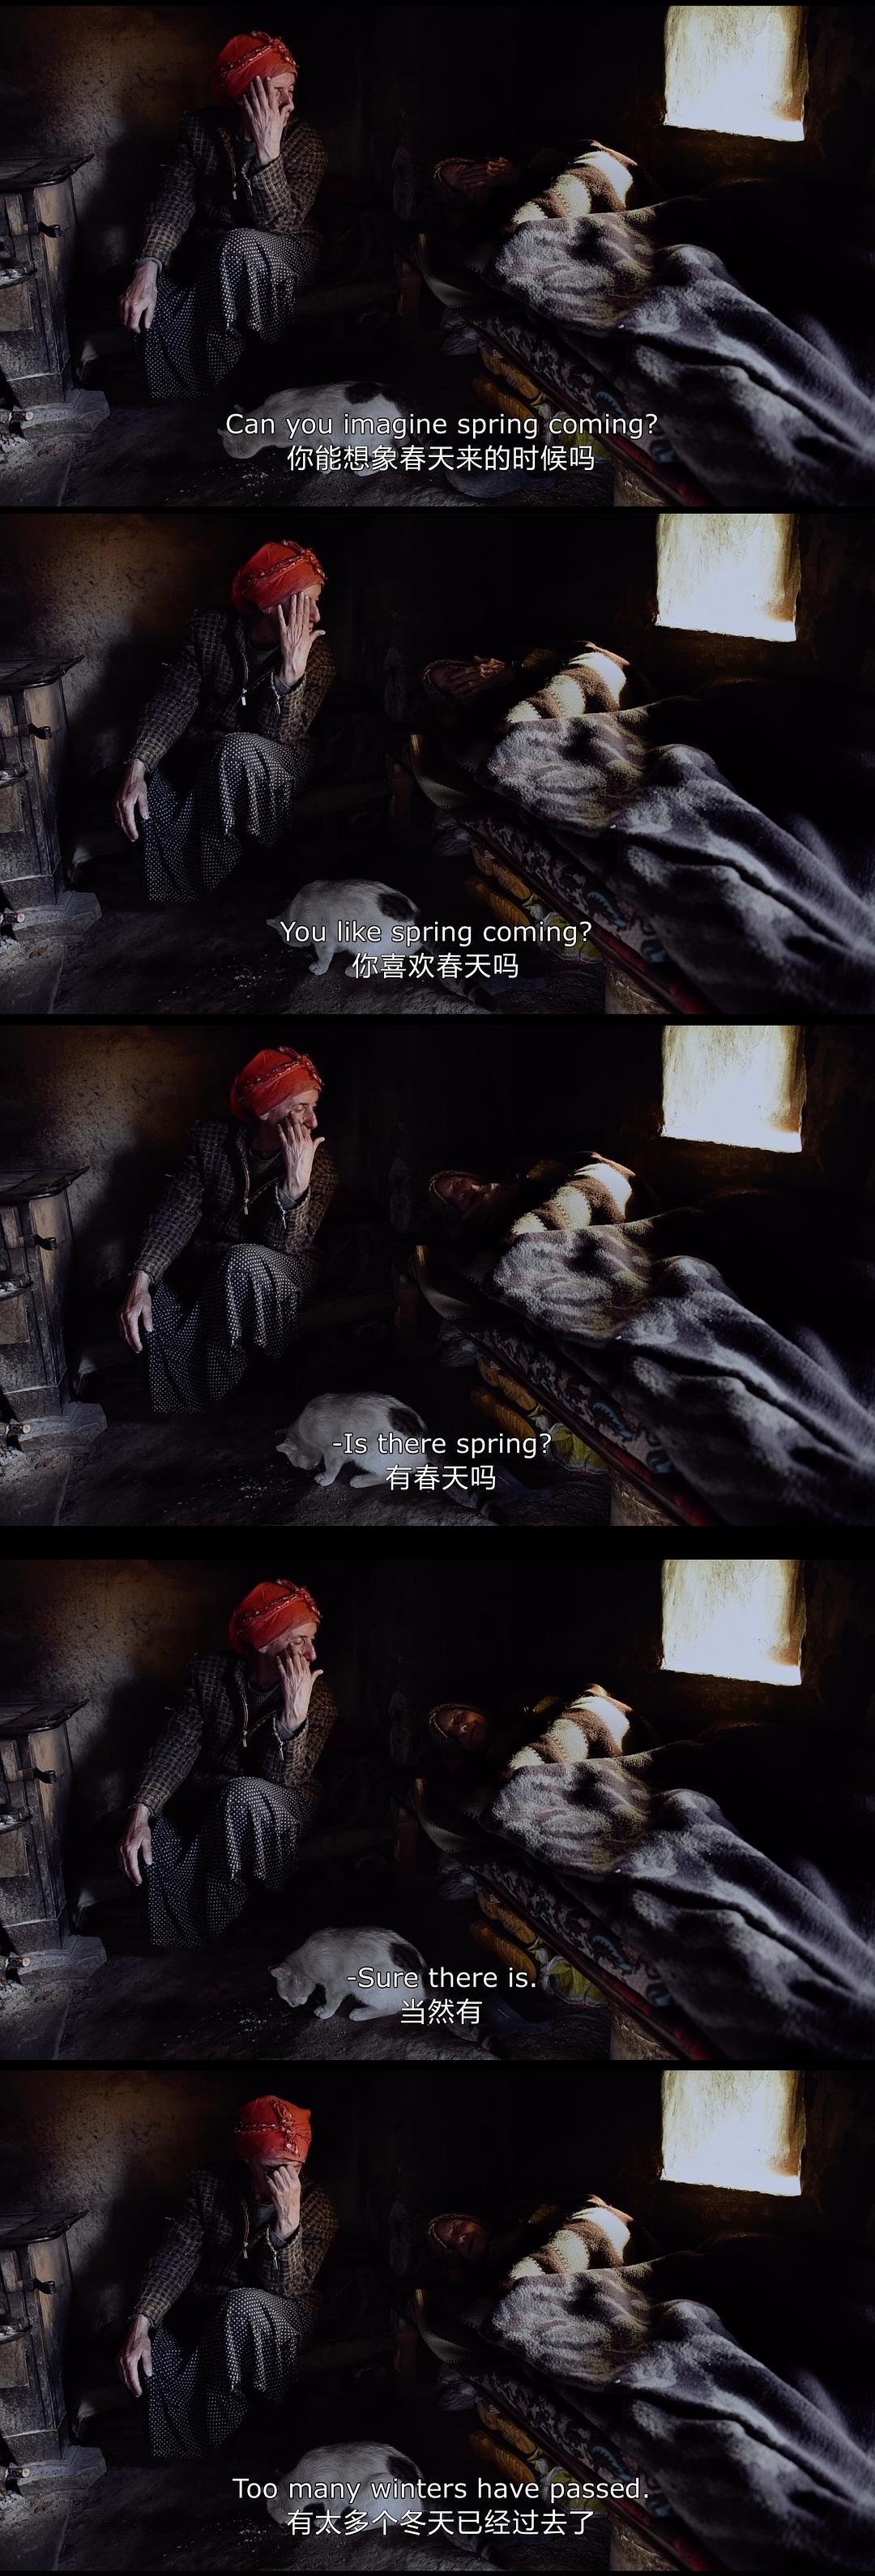 Can you imagine spring coming?
你能想象春天来的时候吗
You like spring coming?
你喜欢春天吗
-Is there spring?
有春天吗
-Sure there is.
当然有
Too many winters have passed.
有太多个冬天已经过去了